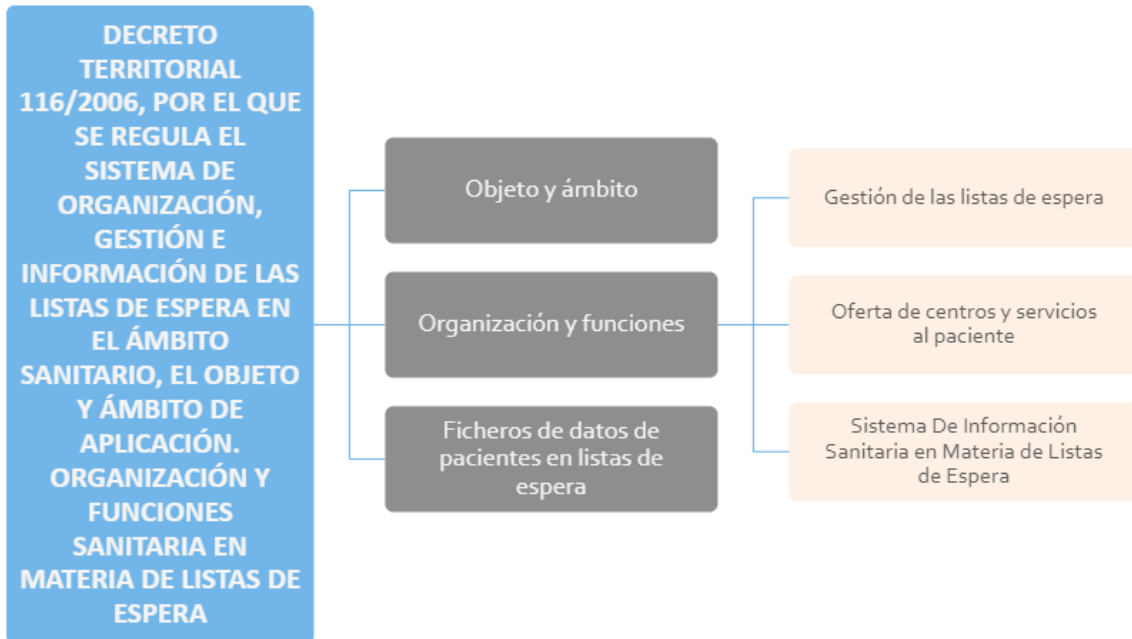 DECRETO
TERRITORIAL
116/2006, POR EL QUE
SE REGULA EL
SISTEMA DE
ORGANIZACIÓN,
GESTIÓN E
INFORMACIÓN DE LAS
LISTAS DE ESPERA EN
EL ÁMBITO
SANITARIO, EL OBJETO
Y ÁMBITO DE
APLICACIÓN.
ORGANIZACIÓN Y
FUNCIONES
SANITARIA EN
MATERIA DE LISTAS DE
ESPERA
Objeto y ámbito
Organización y funciones
Ficheros de datos de
pacientes en listas de
espera
Gestión de las listas de espera
Oferta de centros y servicios
al paciente
Sistema De Información
Sanitaria en Materia de Listas
de Espera